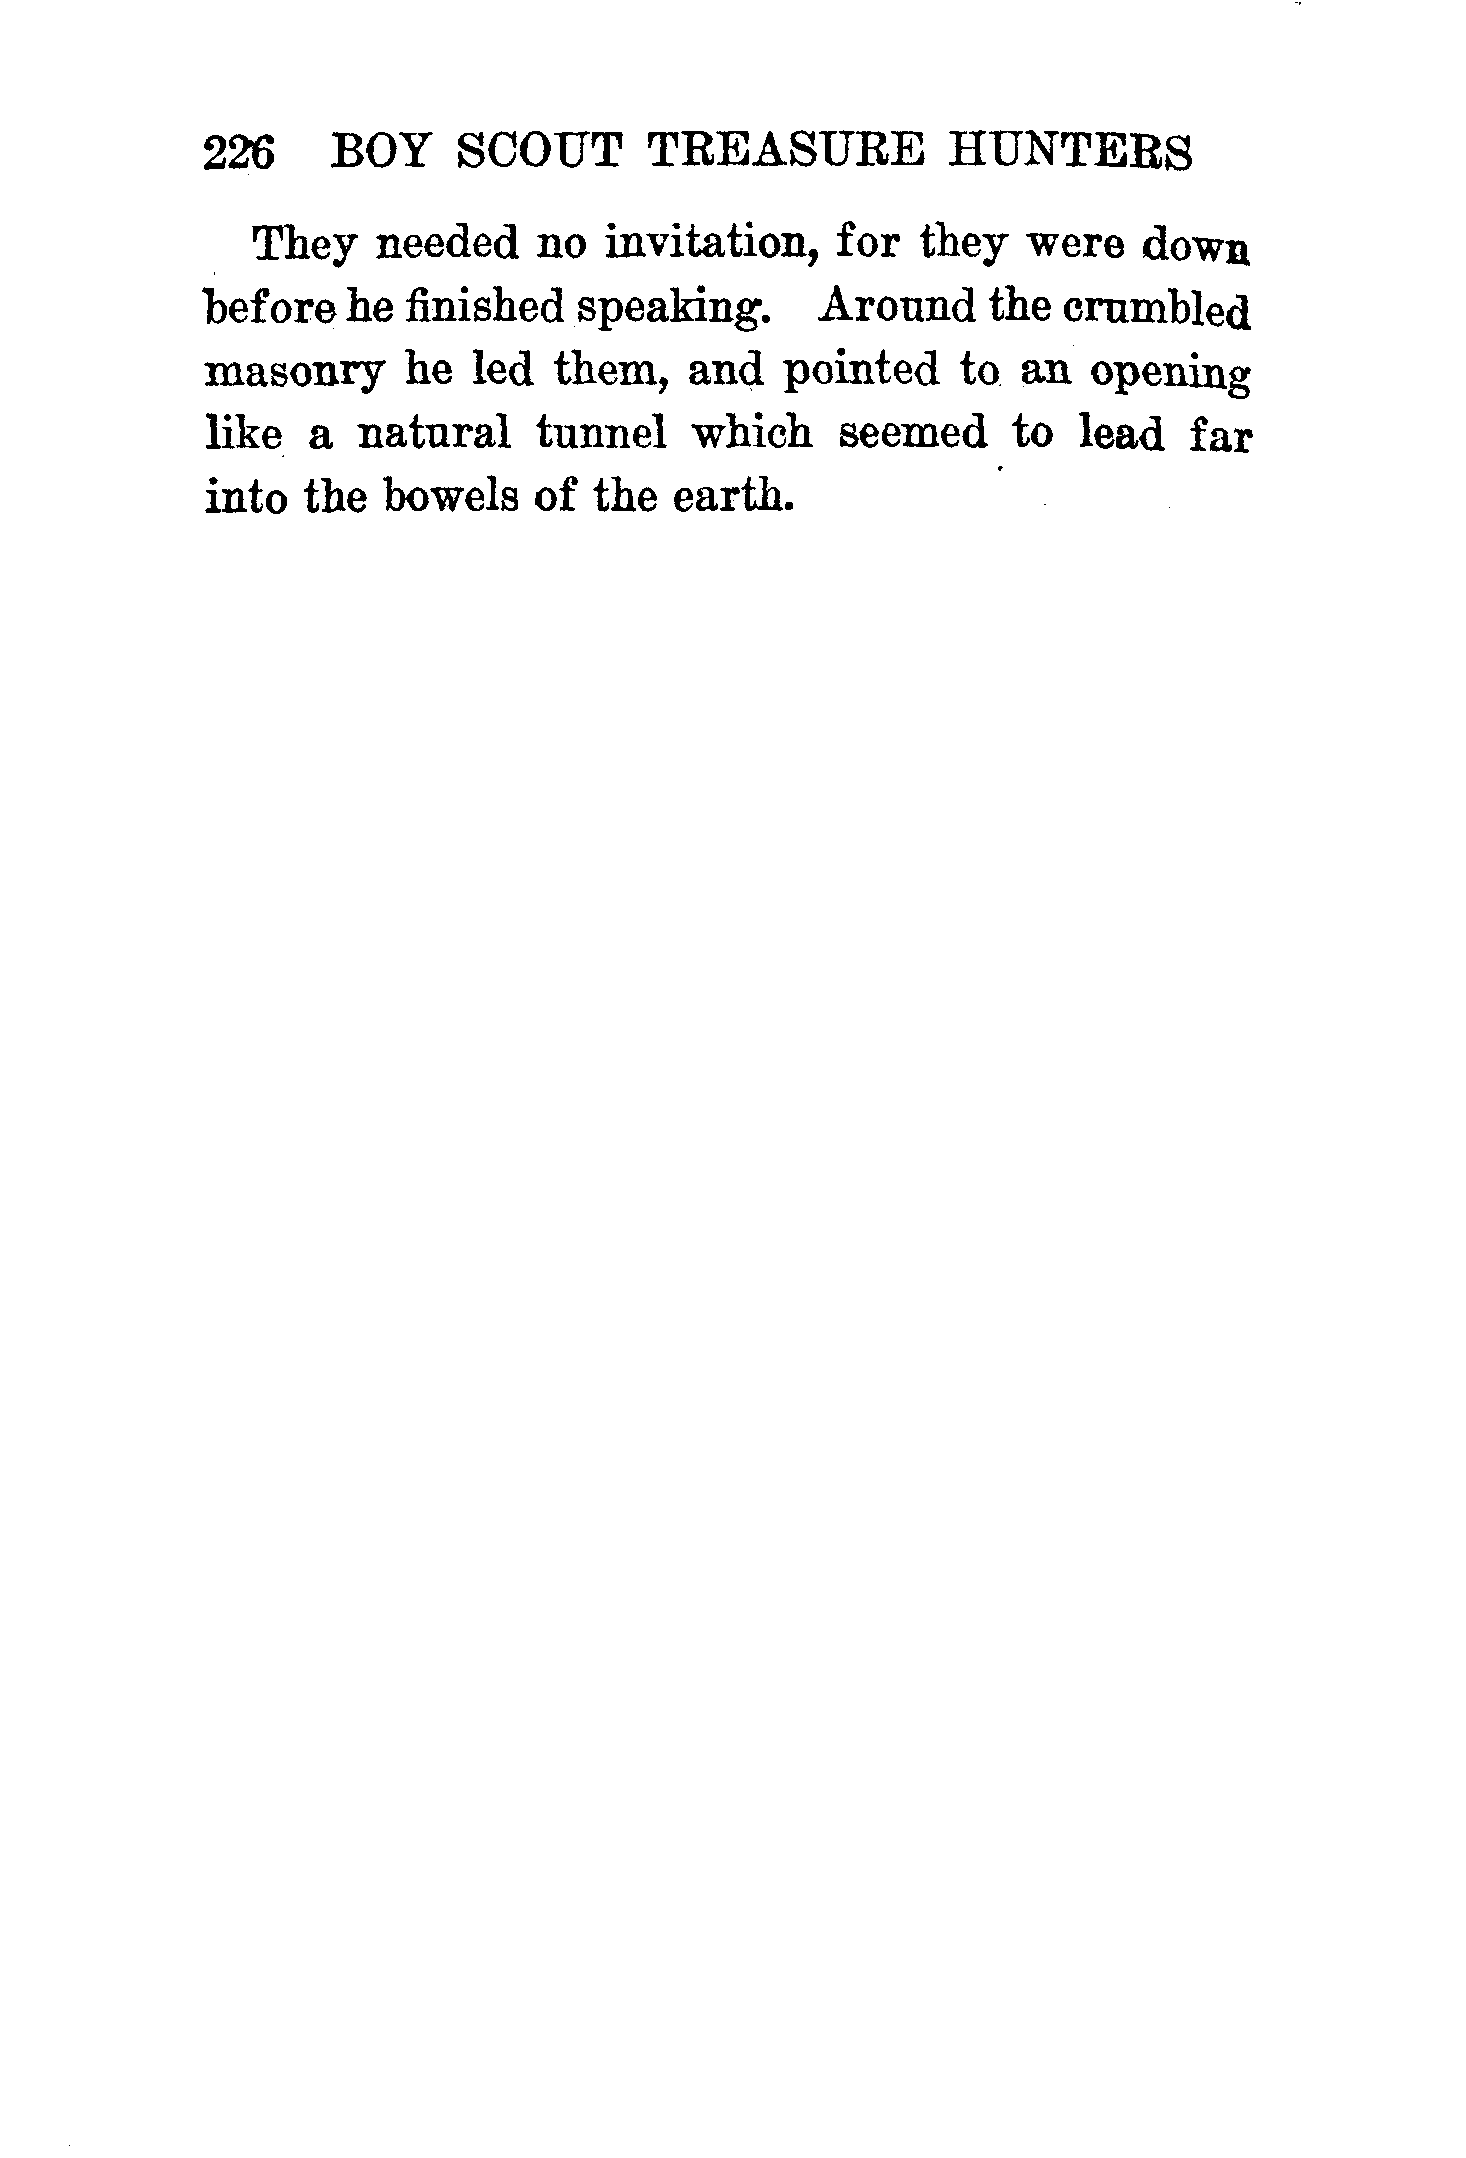 226 BOY SCOUT TREASURE HUNTERS
They needed no invitation, for they were down
before he finished speaking. Around the crumbled
masonry he led them, and pointed to an opening
like a natural tunnel which seemed to lead far
into the bowels of the earth.